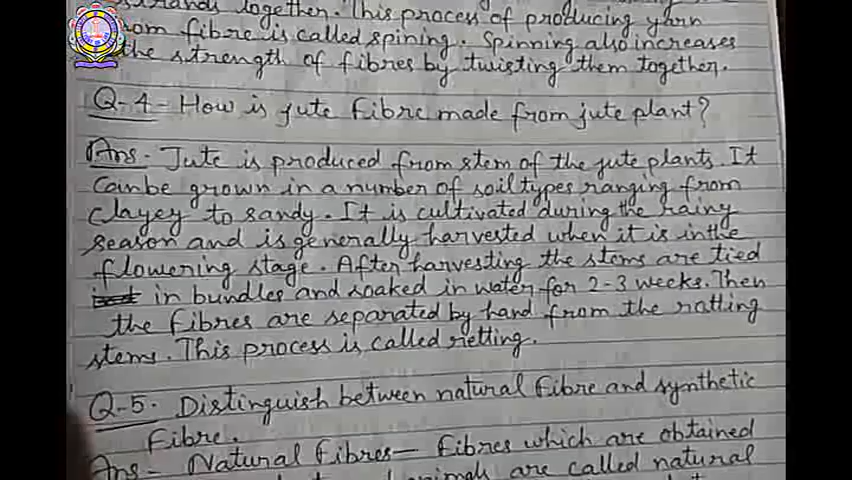 strands together. This process of producing yarn
from fibre is called spining. Spinning also increases
the strength of fibres by twisting them together.
Q-4 - How is jute fibre made from jute plant?
Ans - Jute is produced from stem of the jute plants. It
can be grown in a number of soil types ranging from
clayey to sandy. It is cultivated during the rainy
season and is generally harvested when it is in the
flowering stage. After harvesting the stems are tied
in bundles and soaked in water for 2-3 weeks. Then
the fibres are separated by hand from the ratting
stems. This process is called retting.
Q-5. Distinguish between natural fibre and synthetic
fibre.
Ans - Natural fibres - fibres which are obtained
animals are called natural